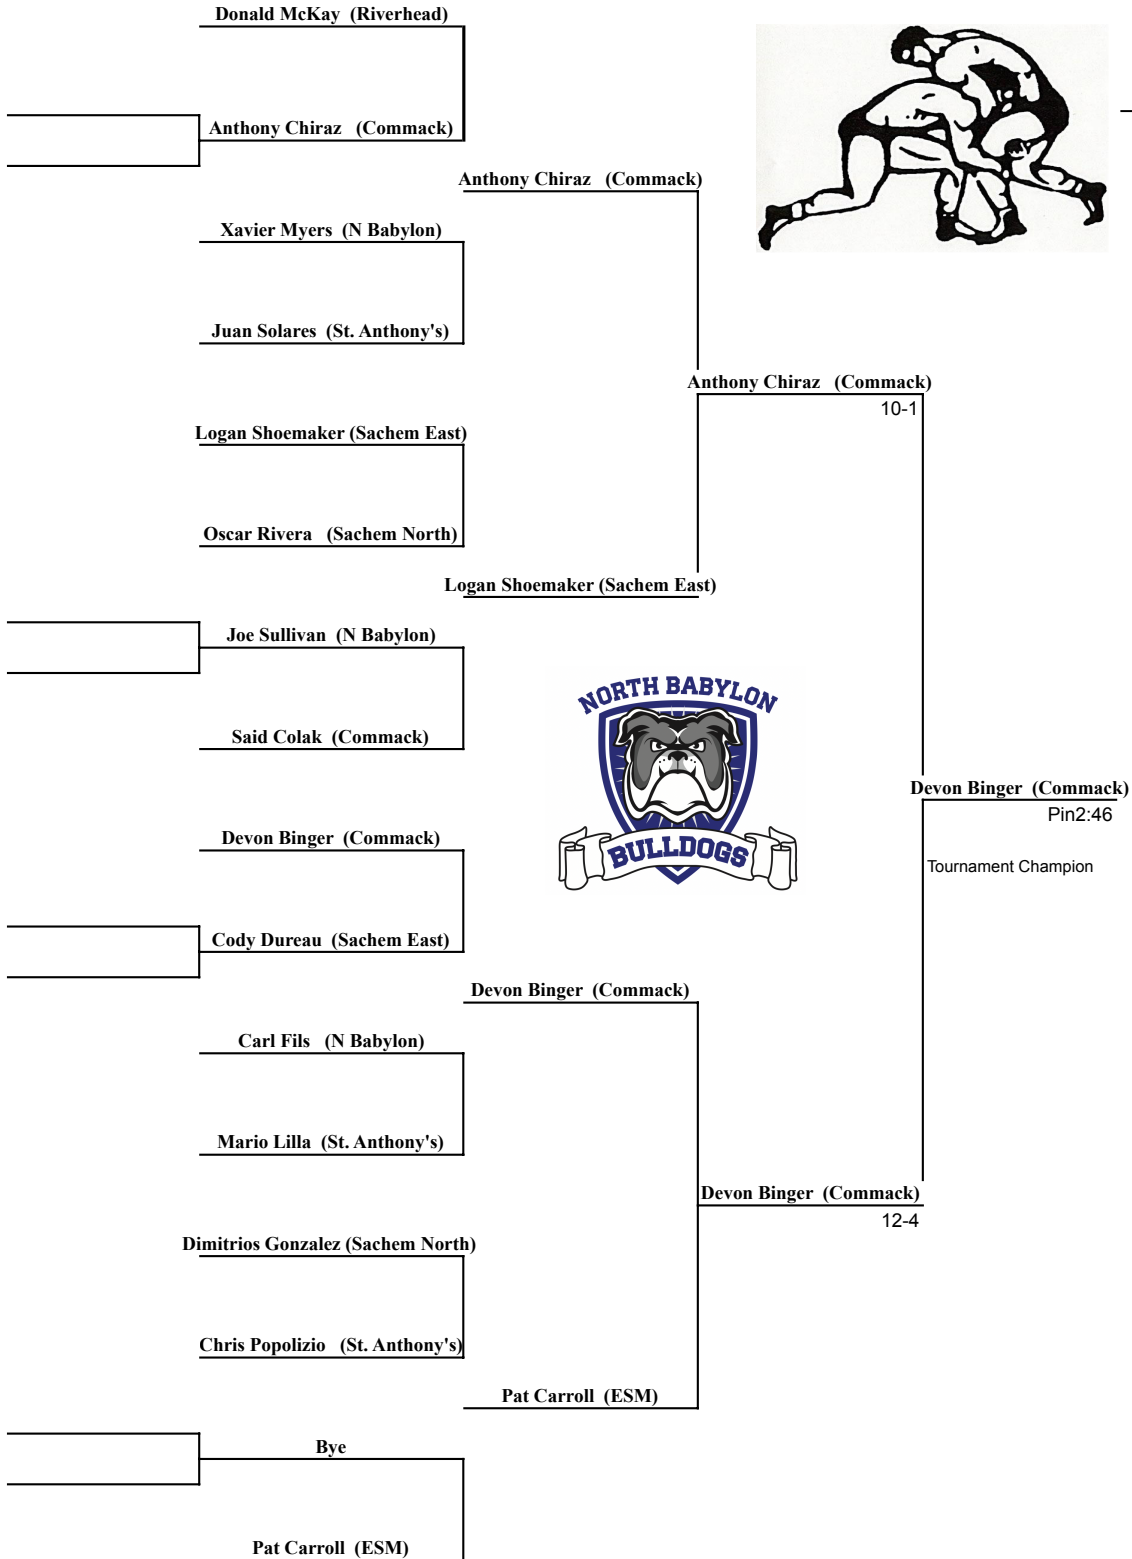 Donald McKay (Riverhead)
Anthony Chiraz (Commack)
Anthony Chiraz (Commack)
Xavier Myers (N Babylon)
Juan Solares (St. Anthony's)
Anthony Chiraz (Commack)
10-1
Logan Shoemaker (Sachem East)
Oscar Rivera (Sachem North)
Logan Shoemaker (Sachem East)
Joe Sullivan (N Babylon)
NORTH BABYLON
Said Colak (Commack)
Devon Binger (Commack)
Pin2:46
Devon Binger (Commack)
BULLDOGS
Tournament Champion
Cody Dureau (Sachem East)
Devon Binger (Commack)
Carl Fils (N Babylon)
Mario Lilla (St. Anthony's)
Devon Binger (Commack)
12-4
Dimitrios Gonzalez (Sachem North)
Chris Popolizio (St. Anthony's)
Pat Carroll (ESM)
Bye
Pat Carroll (ESM)